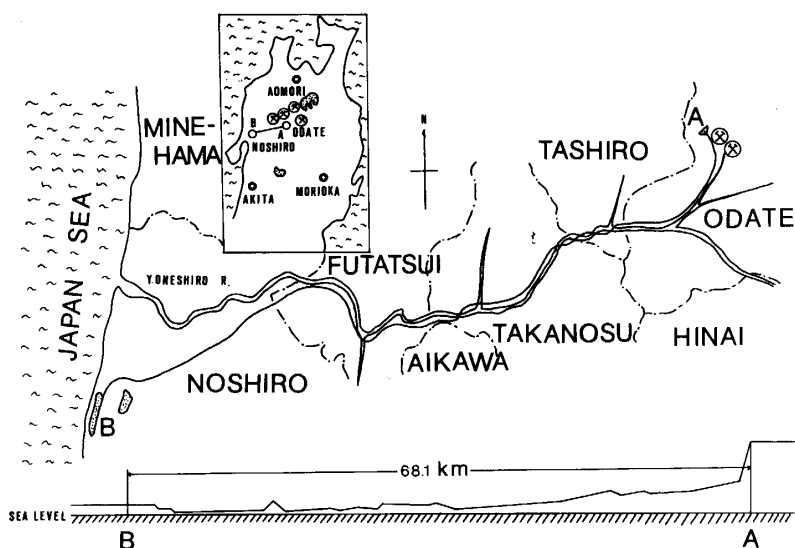 AOMORI
B
A
ODATE
NOSHIRO
AKITA
MORIOKA
MINE-
HAMA
N
TASHIRO
A
ODATE
JAPAN SEA
YONESHIRO R.
FUTATSUI
TAKANOSU
HINAI
AIKAWA
NOSHIRO
B
68.1 km
SEA LEVEL
B
A